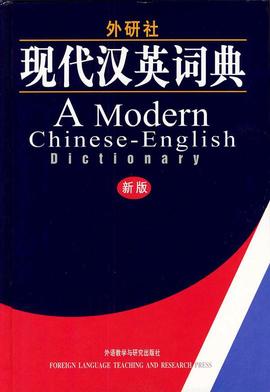 外研社
现代汉英词典
A Modern
Chinese-English
Dictionary
新版
外语教学与研究出版社
FOREIGN LANGUAGE TEACHING AND RESEARCH PRESS